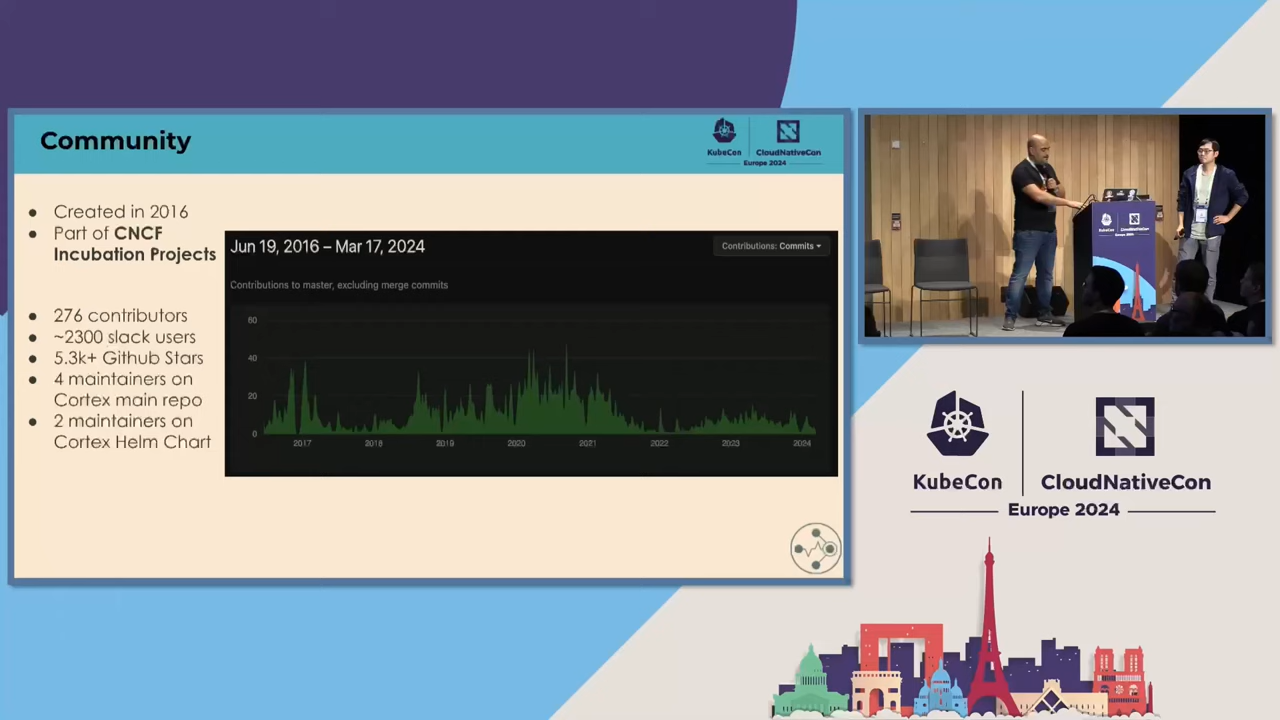 Community
KubeCon
CloudNativeCon
Europe 2024
Created in 2016
Part of CNCF
Incubation Projects
276 contributors
~2300 slack users
5.3k+ Github Stars
4 maintainers on
Cortex main repo
2 maintainers on
Cortex Helm Chart
Jun 19, 2016 – Mar 17, 2024
Contributions: Commits
Contributions to master, excluding merge commits
60
40
20
0
2017 2018 2019 2020 2021 2022 2023 2024
KubeCon
CloudNativeCon
Europe 2024